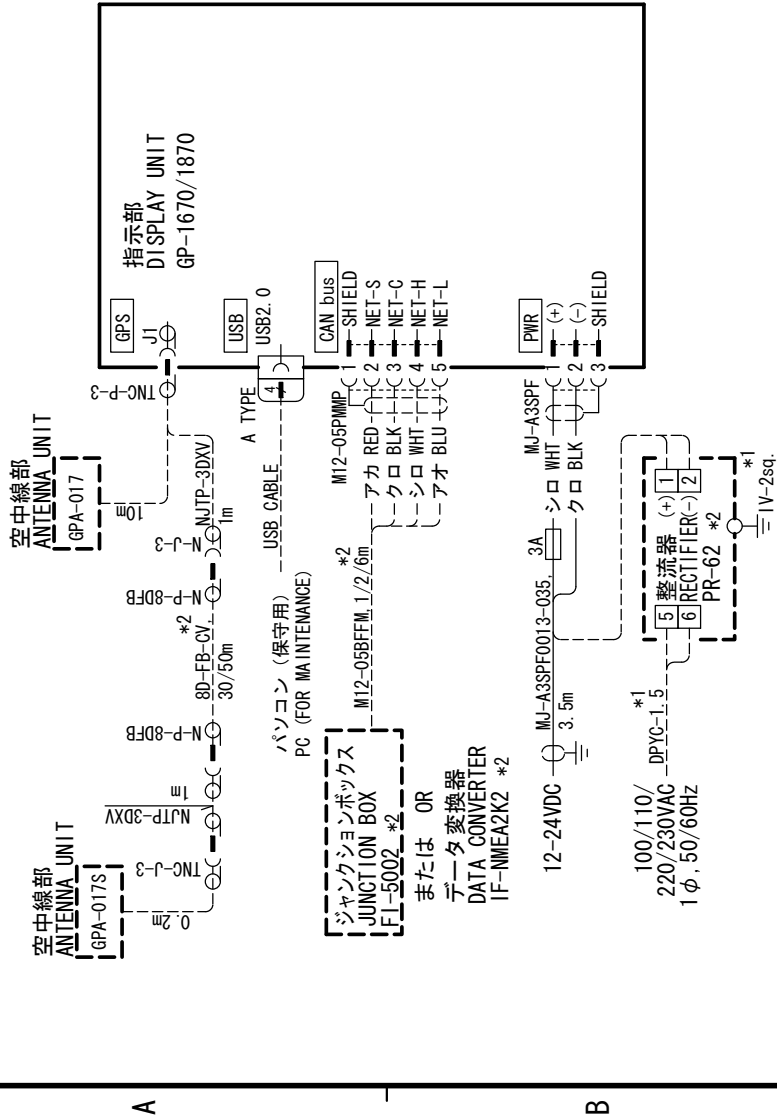 空中線部
ANTENNA UNIT
GPA-017S
0.2m
TNC-J-3
NJTP-3DXV
1m
N-P-8DFB
8D-FB-CV,
*2
30/50m
N-P-8DFB
N-J-3
NJTP-3DXV
1m
空中線部
ANTENNA UNIT
GPA-017
10m
TNC-P-3
GPS
J1
指示部
DISPLAY UNIT
GP-1670/1870
USB
USB2.0
A TYPE
4
USB CABLE
パソコン (保守用)
PC (FOR MAINTENANCE)
CAN bus
M12-05PMMP
アカ RED
1
SHIELD
2
NET-S
クロ BLK
3
NET-C
シロ WHT
4
NET-H
アオ BLU
5
NET-L
M12-05BFFM, 1/2/6m
*2
ジャンクションボックス
JUNCTION BOX
FI-5002 *2
または OR
データ変換器
DATA CONVERTER
IF-NMEA2K2 *2
PWR
MJ-A3SPF
シロ WHT
1
(+)
クロ BLK
2
(-)
3
SHIELD
3A
MJ-A3SPF0013-035,
3.5m
12-24VDC
100/110/
220/230VAC
1φ, 50/60Hz
*1
DPYC-1.5
5
6
整流器
RECTIFIER
PR-62 *2
(+)
1
(-)
2
*1
IV-2sq.
A
B